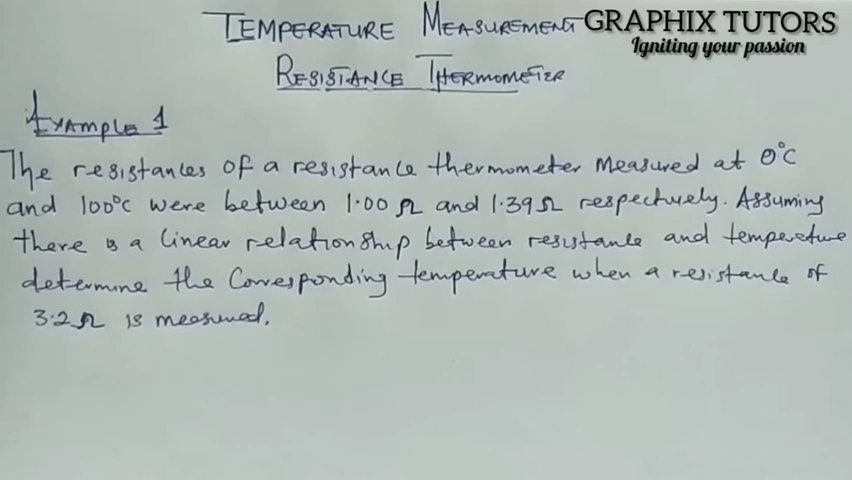 TEMPERATURE MEASUREMENT
GRAPHIX TUTORS
Igniting your passion
RESISTANCE THERMOMETER
EXAMPLE 1
The resistances of a resistance thermometer measured at 0°C
and 100°C were between 1.00 Ω and 1.39 Ω respectively. Assuming
there is a linear relationship between resistance and temperature
determine the corresponding temperature when a resistance of
3.2 Ω is measured.